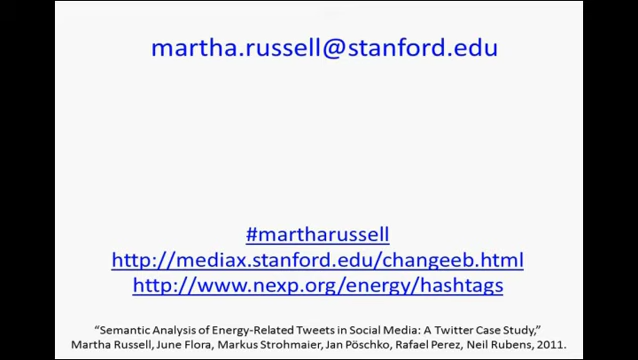 martha.russell@stanford.edu
#martharussell
http://mediax.stanford.edu/changeeb.html
http://www.nexp.org/energy/hashtags
“Semantic Analysis of Energy-Related Tweets in Social Media: A Twitter Case Study,”
Martha Russell, June Flora, Markus Strohmaier, Jan Pöschko, Rafael Perez, Neil Rubens, 2011.